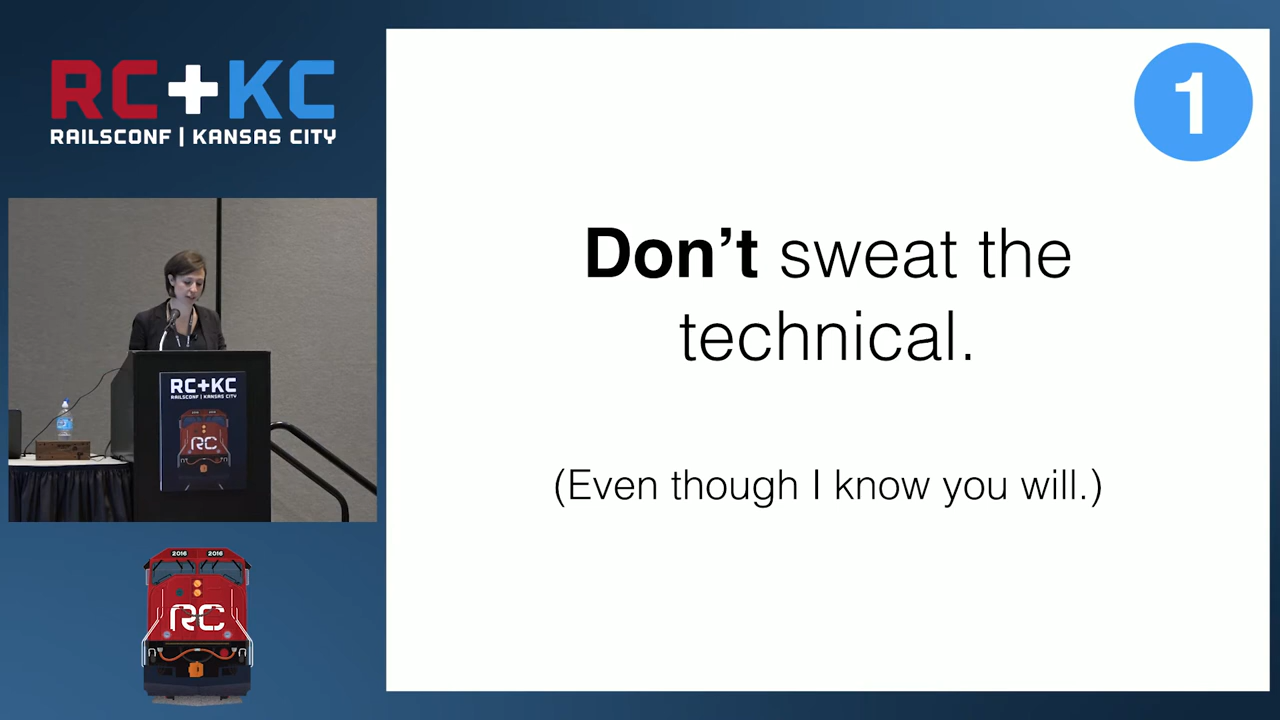 RC+KC
RAILSCONF | KANSAS CITY
1
Don't sweat the
technical.
(Even though I know you will.)
RC+KC
RAILSCONF | KANSAS CITY
RC
2016 2016
RC